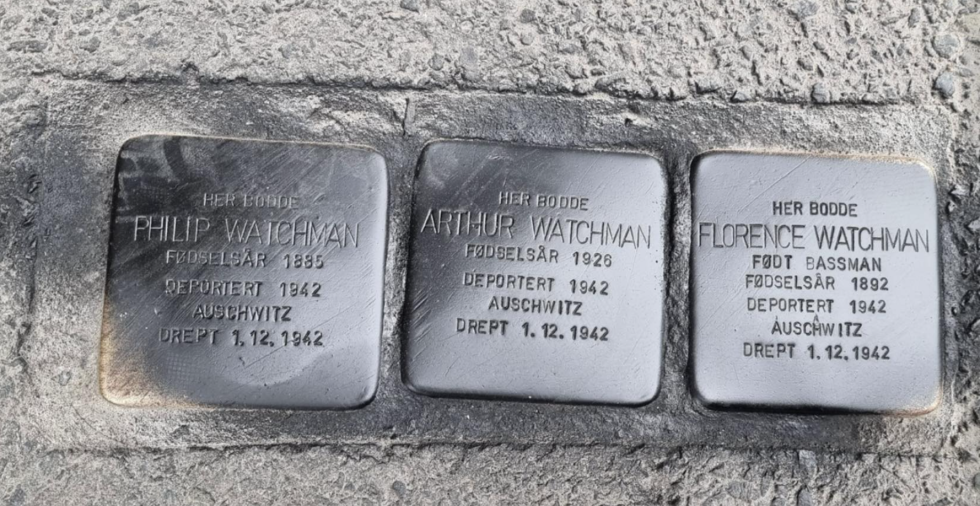 HER BODDE
PHILIP WATCHMAN
FØDSELSÅR 1885
DEPORTERT 1942
AUSCHWITZ
DREPT 1.12.1942
HER BODDE
ARTHUR WATCHMAN
FØDSELSÅR 1926
DEPORTERT 1942
AUSCHWITZ
DREPT 1.12.1942
HER BODDE
FLORENCE WATCHMAN
FØDT BASSMAN
FØDSELSÅR 1892
DEPORTERT 1942
AUSCHWITZ
DREPT 1.12.1942